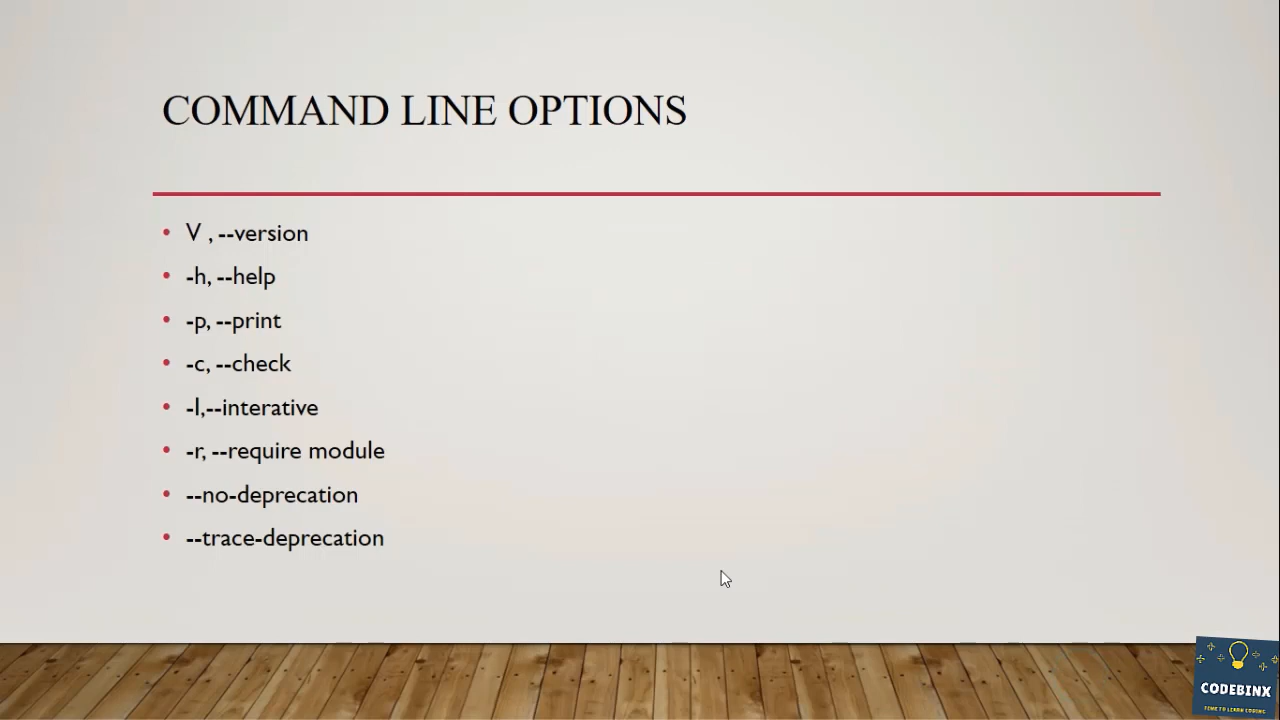 COMMAND LINE OPTIONS
V , --version
-h, --help
-p, --print
-c, --check
-l,--interative
-r, --require module
--no-deprecation
--trace-deprecation
CODEBINX
TIME TO LEARN CODING